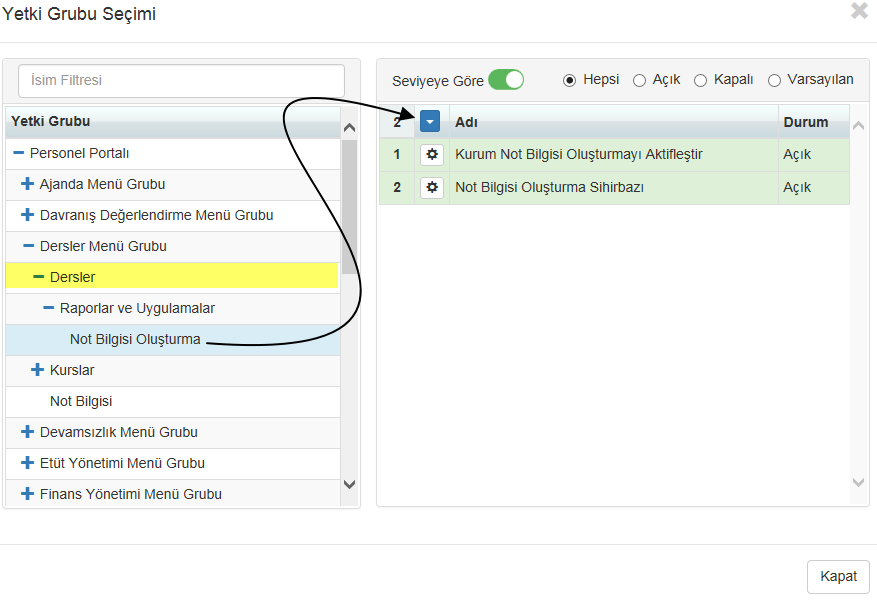 Yetki Grubu Seçimi
İsim Filtresi
Yetki Grubu
Personel Portalı
Ajanda Menü Grubu
Davranış Değerlendirme Menü Grubu
Dersler Menü Grubu
Dersler
Raporlar ve Uygulamalar
Not Bilgisi Oluşturma
Kurslar
Not Bilgisi
Devamsızlık Menü Grubu
Etüt Yönetimi Menü Grubu
Finans Yönetimi Menü Grubu
Seviyeye Göre Hepsi Açık Kapalı Varsayılan
2 Adı Durum
1 Kurum Not Bilgisi Oluşturmayı Aktifleştir Açık
2 Not Bilgisi Oluşturma Sihirbazı Açık
Kapat